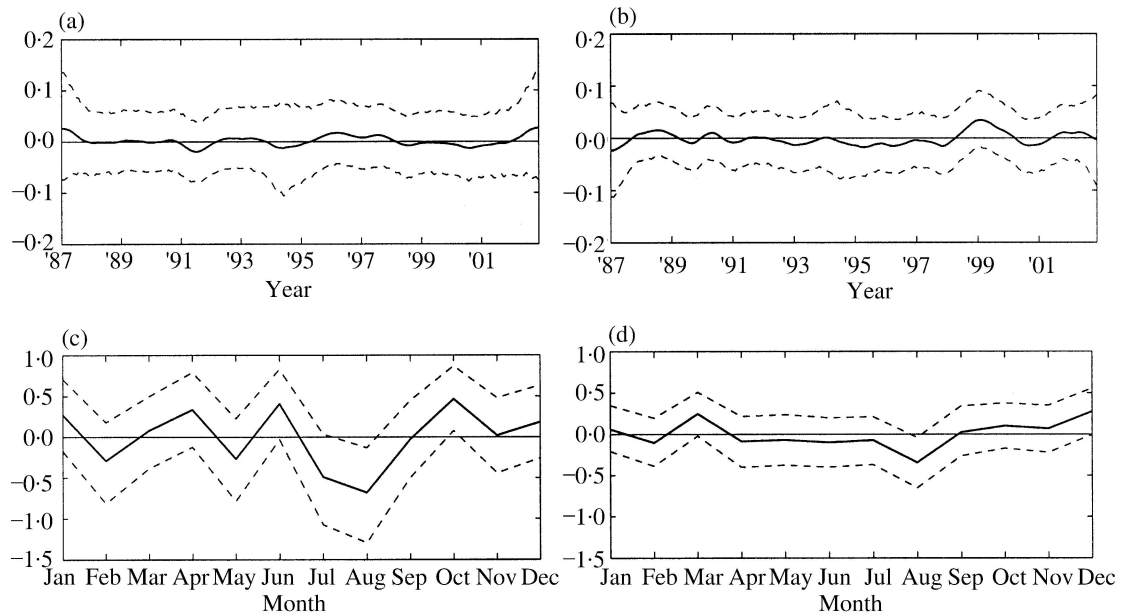 (a)
0·2
0·1
0·0
−0·1
−0·2
'87 '89 '91 '93 '95 '97 '99 '01
Year
(b)
0·2
0·1
0·0
−0·1
−0·2
'87 '89 '91 '93 '95 '97 '99 '01
Year
(c)
1·0
0·5
0·0
−0·5
−1·0
−1·5
Jan Feb Mar Apr May Jun Jul Aug Sep Oct Nov Dec
Month
(d)
1·0
0·5
0·0
−0·5
−1·0
−1·5
Jan Feb Mar Apr May Jun Jul Aug Sep Oct Nov Dec
Month